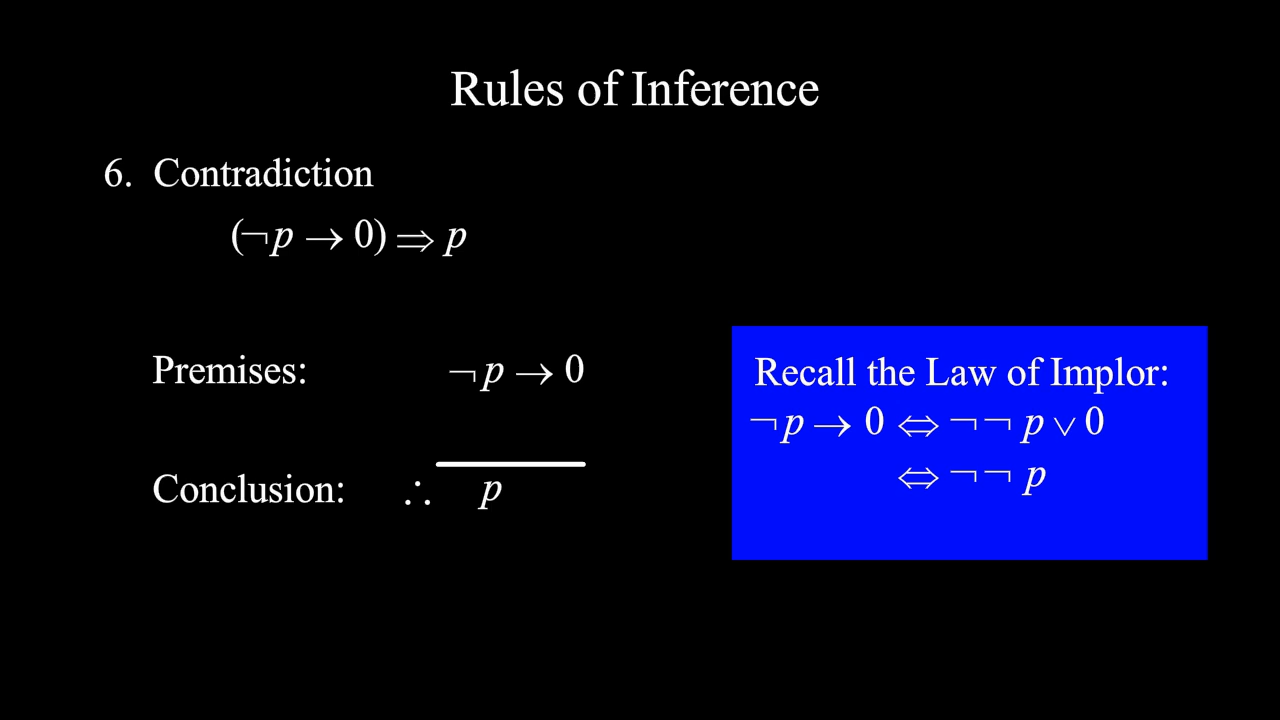 Rules of Inference
6. Contradiction
(¬p → 0) ⇒ p
Premises: ¬p → 0
Conclusion: ∴ p
Recall the Law of Implor:
¬p → 0 ⇔ ¬¬p ∨ 0
⇔ ¬¬p